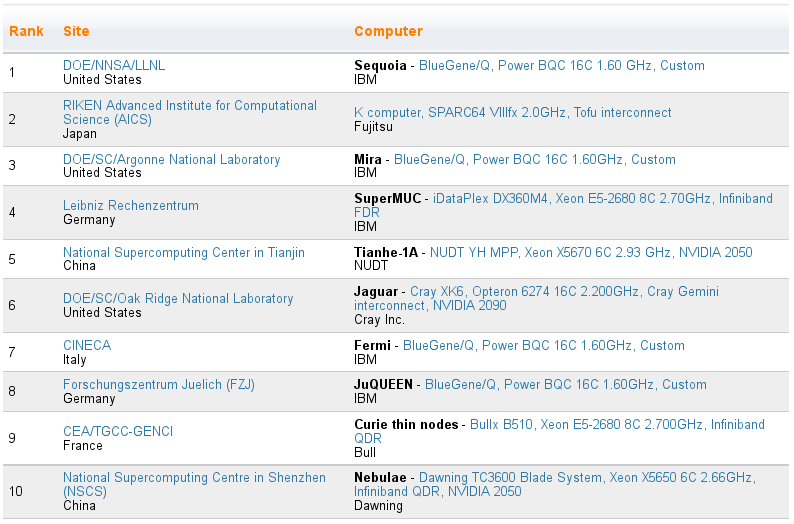 Rank Site Computer
1 DOE/NNSA/LLNL
United States
Sequoia - BlueGene/Q, Power BQC 16C 1.60 GHz, Custom
IBM
2 RIKEN Advanced Institute for Computational
Science (AICS)
Japan
K computer, SPARC64 VIIIfx 2.0GHz, Tofu interconnect
Fujitsu
3 DOE/SC/Argonne National Laboratory
United States
Mira - BlueGene/Q, Power BQC 16C 1.60GHz, Custom
IBM
4 Leibniz Rechenzentrum
Germany
SuperMUC - iDataPlex DX360M4, Xeon E5-2680 8C 2.70GHz, Infiniband
FDR
IBM
5 National Supercomputing Center in Tianjin
China
Tianhe-1A - NUDT YH MPP, Xeon X5670 6C 2.93 GHz, NVIDIA 2050
NUDT
6 DOE/SC/Oak Ridge National Laboratory
United States
Jaguar - Cray XK6, Opteron 6274 16C 2.200GHz, Cray Gemini
interconnect, NVIDIA 2090
Cray Inc.
7 CINECA
Italy
Fermi - BlueGene/Q, Power BQC 16C 1.60GHz, Custom
IBM
8 Forschungszentrum Juelich (FZJ)
Germany
JuQUEEN - BlueGene/Q, Power BQC 16C 1.60GHz, Custom
IBM
9 CEA/TGCC-GENCI
France
Curie thin nodes - Bullx B510, Xeon E5-2680 8C 2.700GHz, Infiniband
QDR
Bull
10 National Supercomputing Centre in Shenzhen
(NSCS)
China
Nebulae - Dawning TC3600 Blade System, Xeon X5650 6C 2.66GHz,
Infiniband QDR, NVIDIA 2050
Dawning